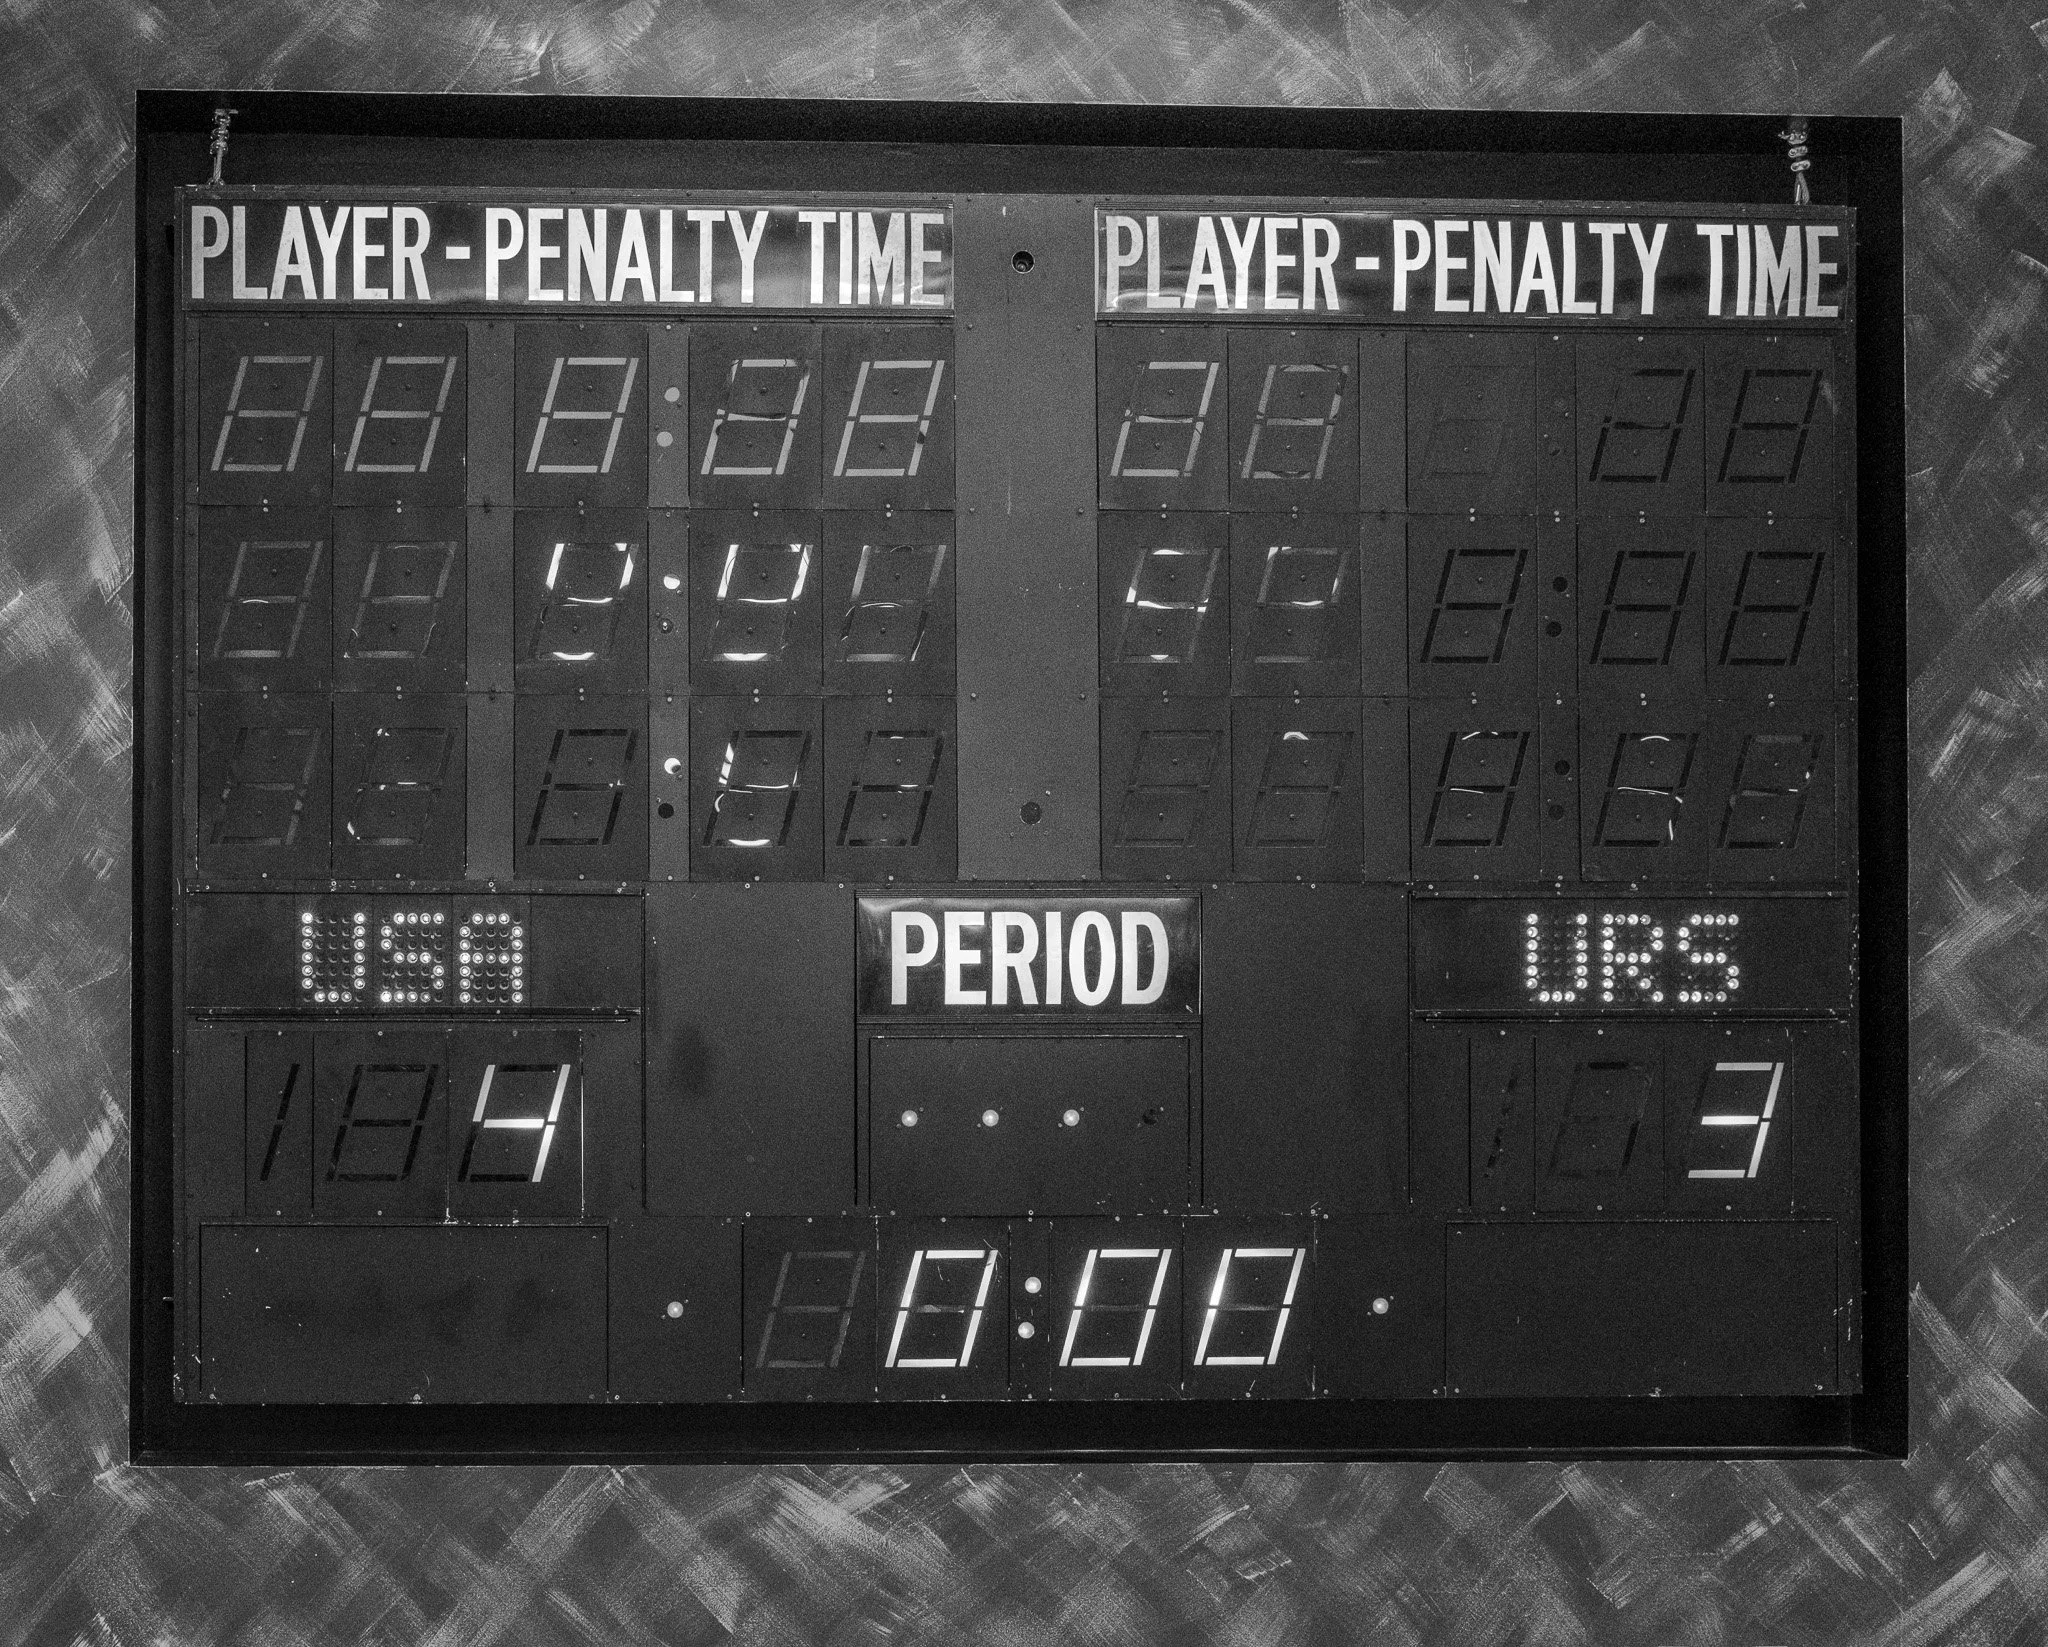 PLAYER-PENALTY TIME PLAYER-PENALTY TIME
USA PERIOD URS
4 3
0:00